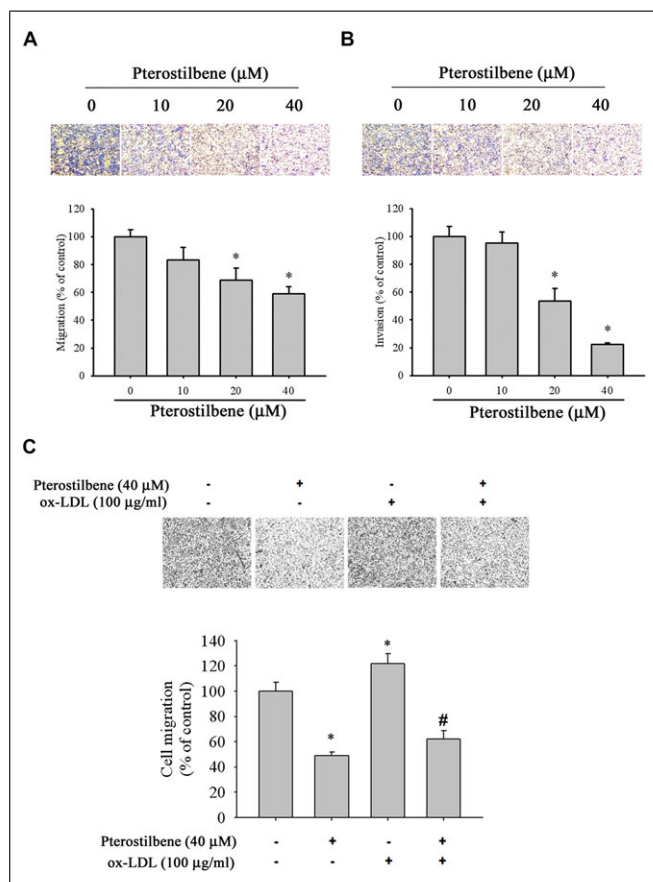 A
Pterostilbene (µM)
0 10 20 40
120
100
80
60
40
20
0
Migration (% of control)
* *
0 10 20 40
Pterostilbene (µM)
B
Pterostilbene (µM)
0 10 20 40
120
100
80
60
40
20
0
Invasion (% of control)
*
*
0 10 20 40
Pterostilbene (µM)
C
Pterostilbene (40 µM) - + - +
ox-LDL (100 µg/ml) - - + +
140
120
100
80
60
40
20
0
Cell migration
(% of control)
*
*
#
Pterostilbene (40 µM) - + - +
ox-LDL (100 µg/ml) - - + +